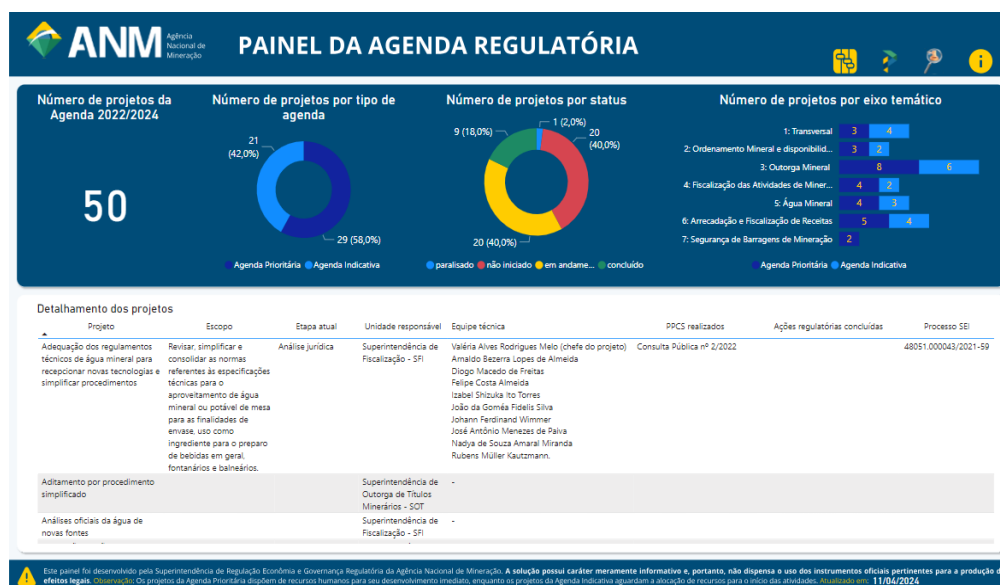 ANM
Agência
Nacional de
Mineração
PAINEL DA AGENDA REGULATÓRIA
Número de projetos da
Agenda 2022/2024
50
Número de projetos por tipo de
agenda
21
(42,0%)
29 (58,0%)
Agenda Prioritária Agenda Indicativa
Número de projetos por status
1 (2,0%)
9 (18,0%)
20
(40,0%)
20 (40,0%)
paralisado não iniciado em andame... concluído
Número de projetos por eixo temático
1: Transversal 3 4
2: Ordenamento Mineral e disponibilid... 3 2
3: Outorga Mineral 8 6
4: Fiscalização das Atividades de Miner... 4 2
5: Água Mineral 4 3
6: Arrecadação e Fiscalização de Receitas 5 4
7: Segurança de Barragens de Mineração 2
Agenda Prioritária Agenda Indicativa
Detalhamento dos projetos
Projeto Escopo Etapa atual Unidade responsável Equipe técnica PPCS realizados Ações regulatórias concluídas Processo SEI
Adequação dos regulamentos
técnicos de água mineral para
recepcionar novas tecnologias e
simplificar procedimentos
Revisar, simplificar e
consolidar as normas
referentes às especificações
técnicas para o
aproveitamento de água
mineral ou potável de mesa
para as finalidades de
envase, uso como
ingrediente para o preparo
de bebidas em geral,
fontanários e balneários.
Análise jurídica
Superintendência de
Fiscalização - SFI
Valéria Alves Rodrigues Melo (chefe do projeto)
Arnaldo Bezerra Lopes de Almeida
Diogo Macedo de Freitas
Felipe Costa Almeida
Izabel Shizuka Ito Torres
João da Goméa Fidelis Silva
Johann Ferdinand Wimmer
José Antônio Menezes de Paiva
Nadya de Souza Amaral Miranda
Rubens Müller Kautzmann.
Consulta Pública nº 2/2022
48051.000043/2021-59
Aditamento por procedimento
simplificado
Superintendência de
Outorga de Títulos
Minerários - SOT
-
Análises oficiais da água de
novas fontes
Superintendência de
Fiscalização - SFI
-
Este painel foi desenvolvido pela Superintendência de Regulação Econômia e Governança Regulatória da Agência Nacional de Mineração. A solução possui caráter meramente informativo e, portanto, não dispensa o uso dos instrumentos oficiais pertinentes para a produção d
efeitos legais. Observação: Os projetos da Agenda Prioritária dispõem de recursos humanos para seu desenvolvimento imediato, enquanto os projetos da Agenda Indicativa aguardam a alocação de recursos para o início das atividades. Atualizado em: 11/04/2024